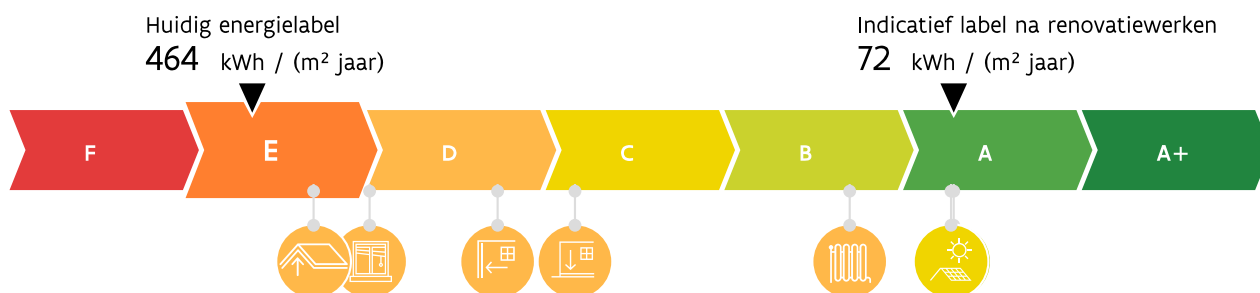 Huidig energielabel
464 kWh / (m² jaar)
Indicatief label na renovatiewerken
72 kWh / (m² jaar)
F E D C B A A+